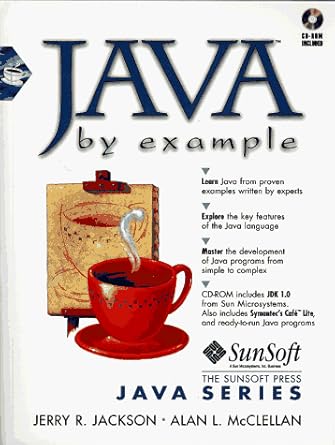 CD-ROM
INCLUDED
JAVA™
by example
Learn Java from proven
examples written by experts
Explore the key features
of the Java language
Master the development
of Java programs from
simple to complex
CD-ROM includes JDK 1.0
from Sun Microsystems.
Also includes Symantec's Café Lite,
and ready-to-run Java programs
SunSoft
A Sun Microsystems, Inc. Business
THE SUNSOFT PRESS
JAVA SERIES
JERRY R. JACKSON • ALAN L. McCLELLAN